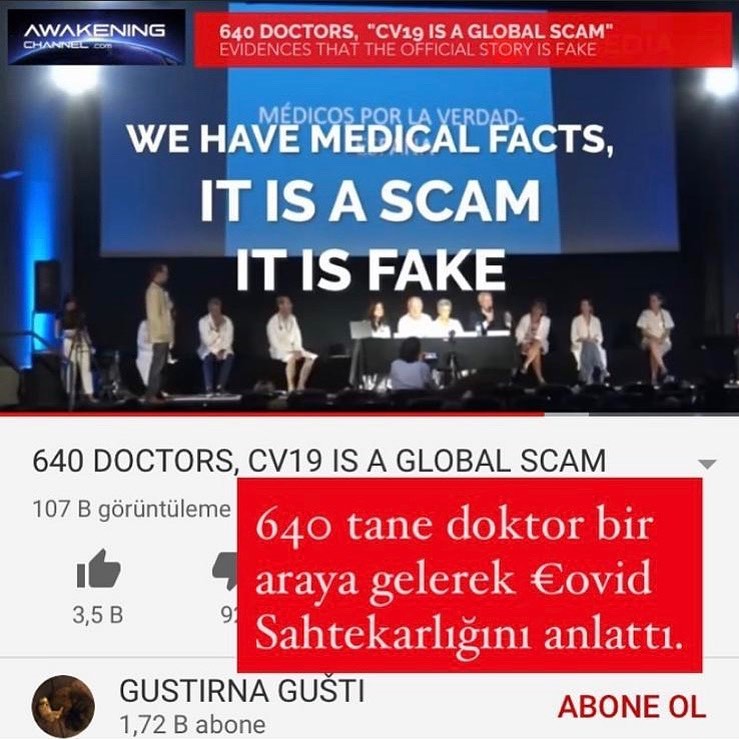 AWAKENING
CHANNEL.com
640 DOCTORS, "CV19 IS A GLOBAL SCAM"
EVIDENCES THAT THE OFFICIAL STORY IS FAKE
MÉDICOS POR LA VERDAD-
WE HAVE MEDICAL FACTS,
IT IS A SCAM
IT IS FAKE
640 DOCTORS, CV19 IS A GLOBAL SCAM
107 B görüntüleme
640 tane doktor bir
araya gelerek €ovid
Sahtekarlığını anlattı.
3,5 B
GUSTIRNA GUŠTI
1,72 B abone
ABONE OL